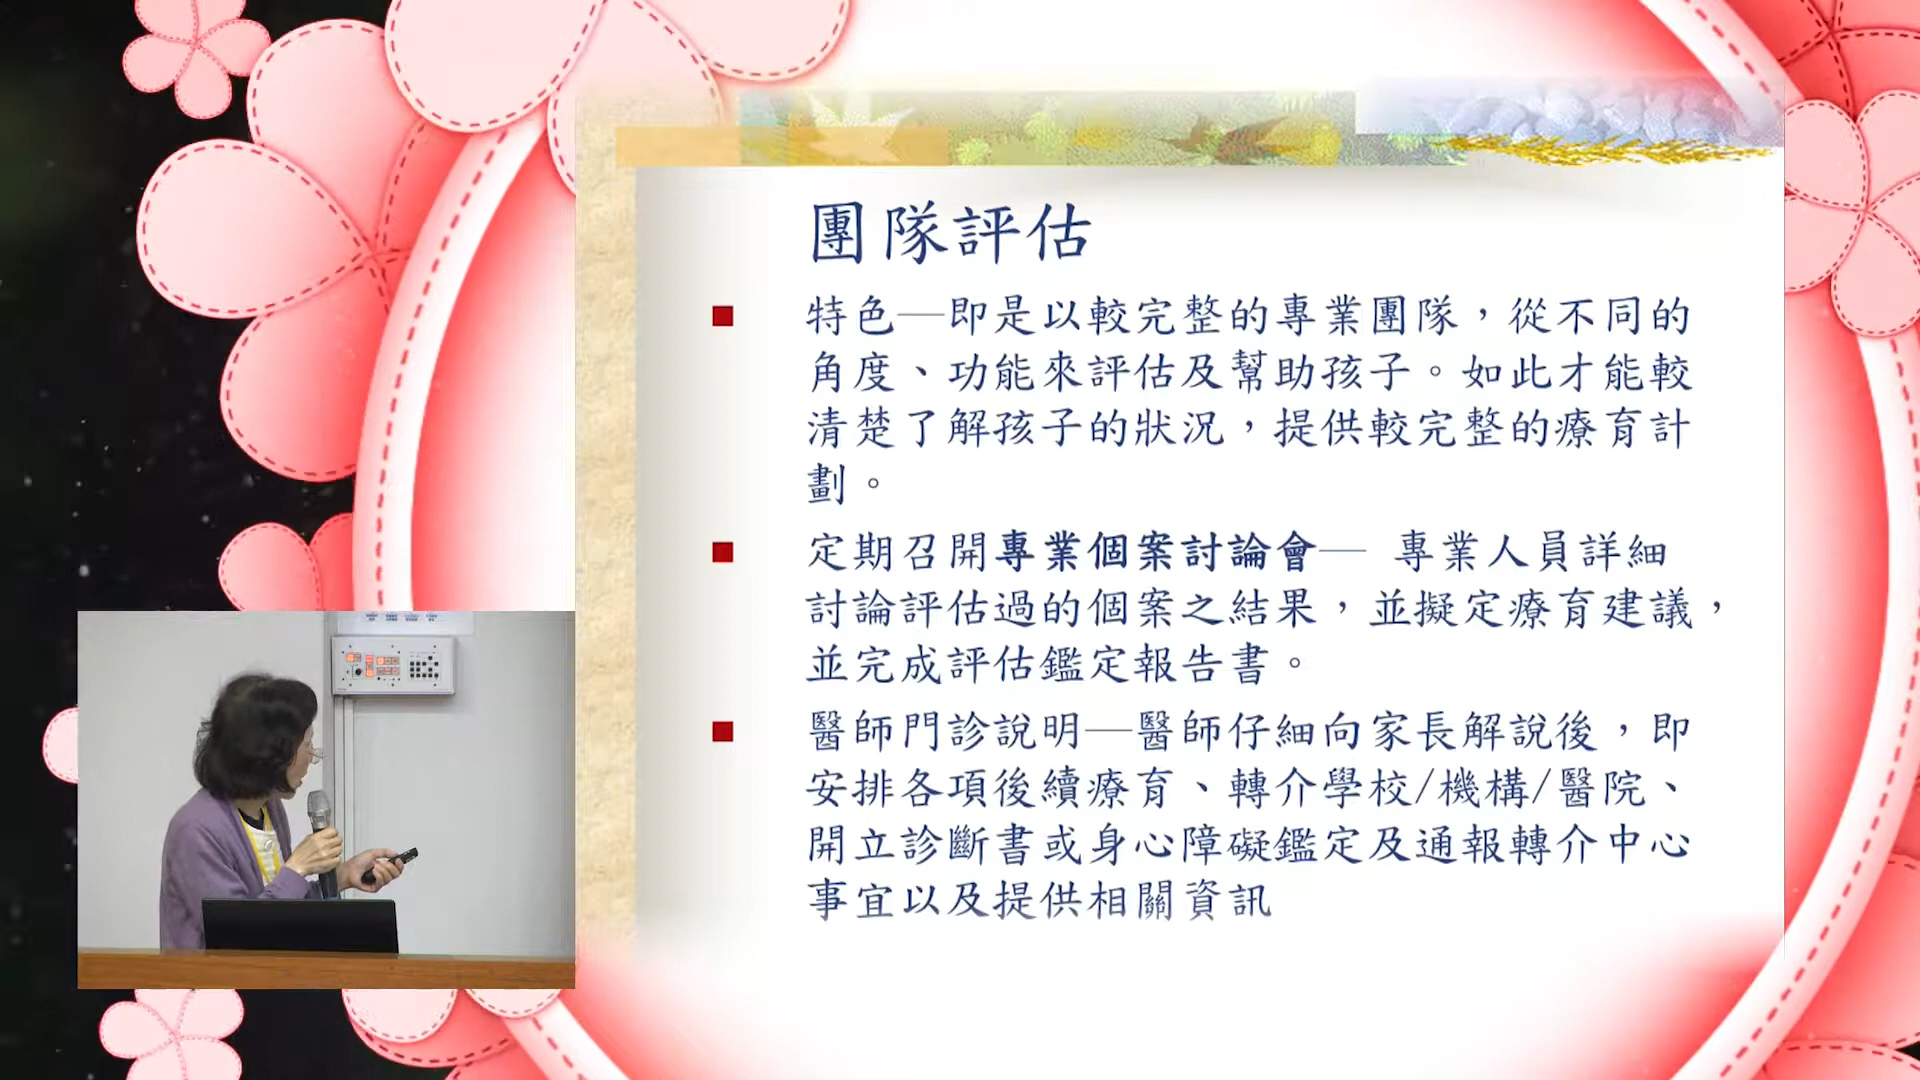 團隊評估
特色—即是以較完整的專業團隊，從不同的
角度、功能來評估及幫助孩子。如此才能較
清楚了解孩子的狀況，提供較完整的療育計
劃。
定期召開專業個案討論會— 專業人員詳細
討論評估過的個案之結果，並擬定療育建議，
並完成評估鑑定報告書。
醫師門診說明—醫師仔細向家長解說後，即
安排各項後續療育、轉介學校/機構/醫院、
開立診斷書或身心障礙鑑定及通報轉介中心
事宜以及提供相關資訊